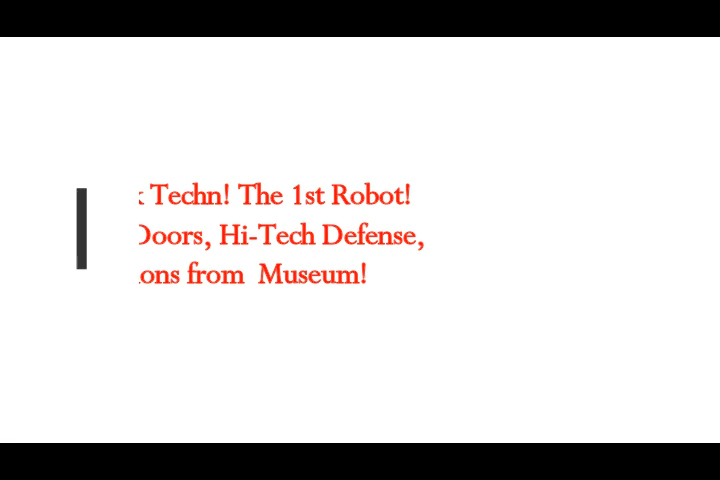 Techn! The 1st Robot!
Doors, Hi-Tech Defense,
from Museum!